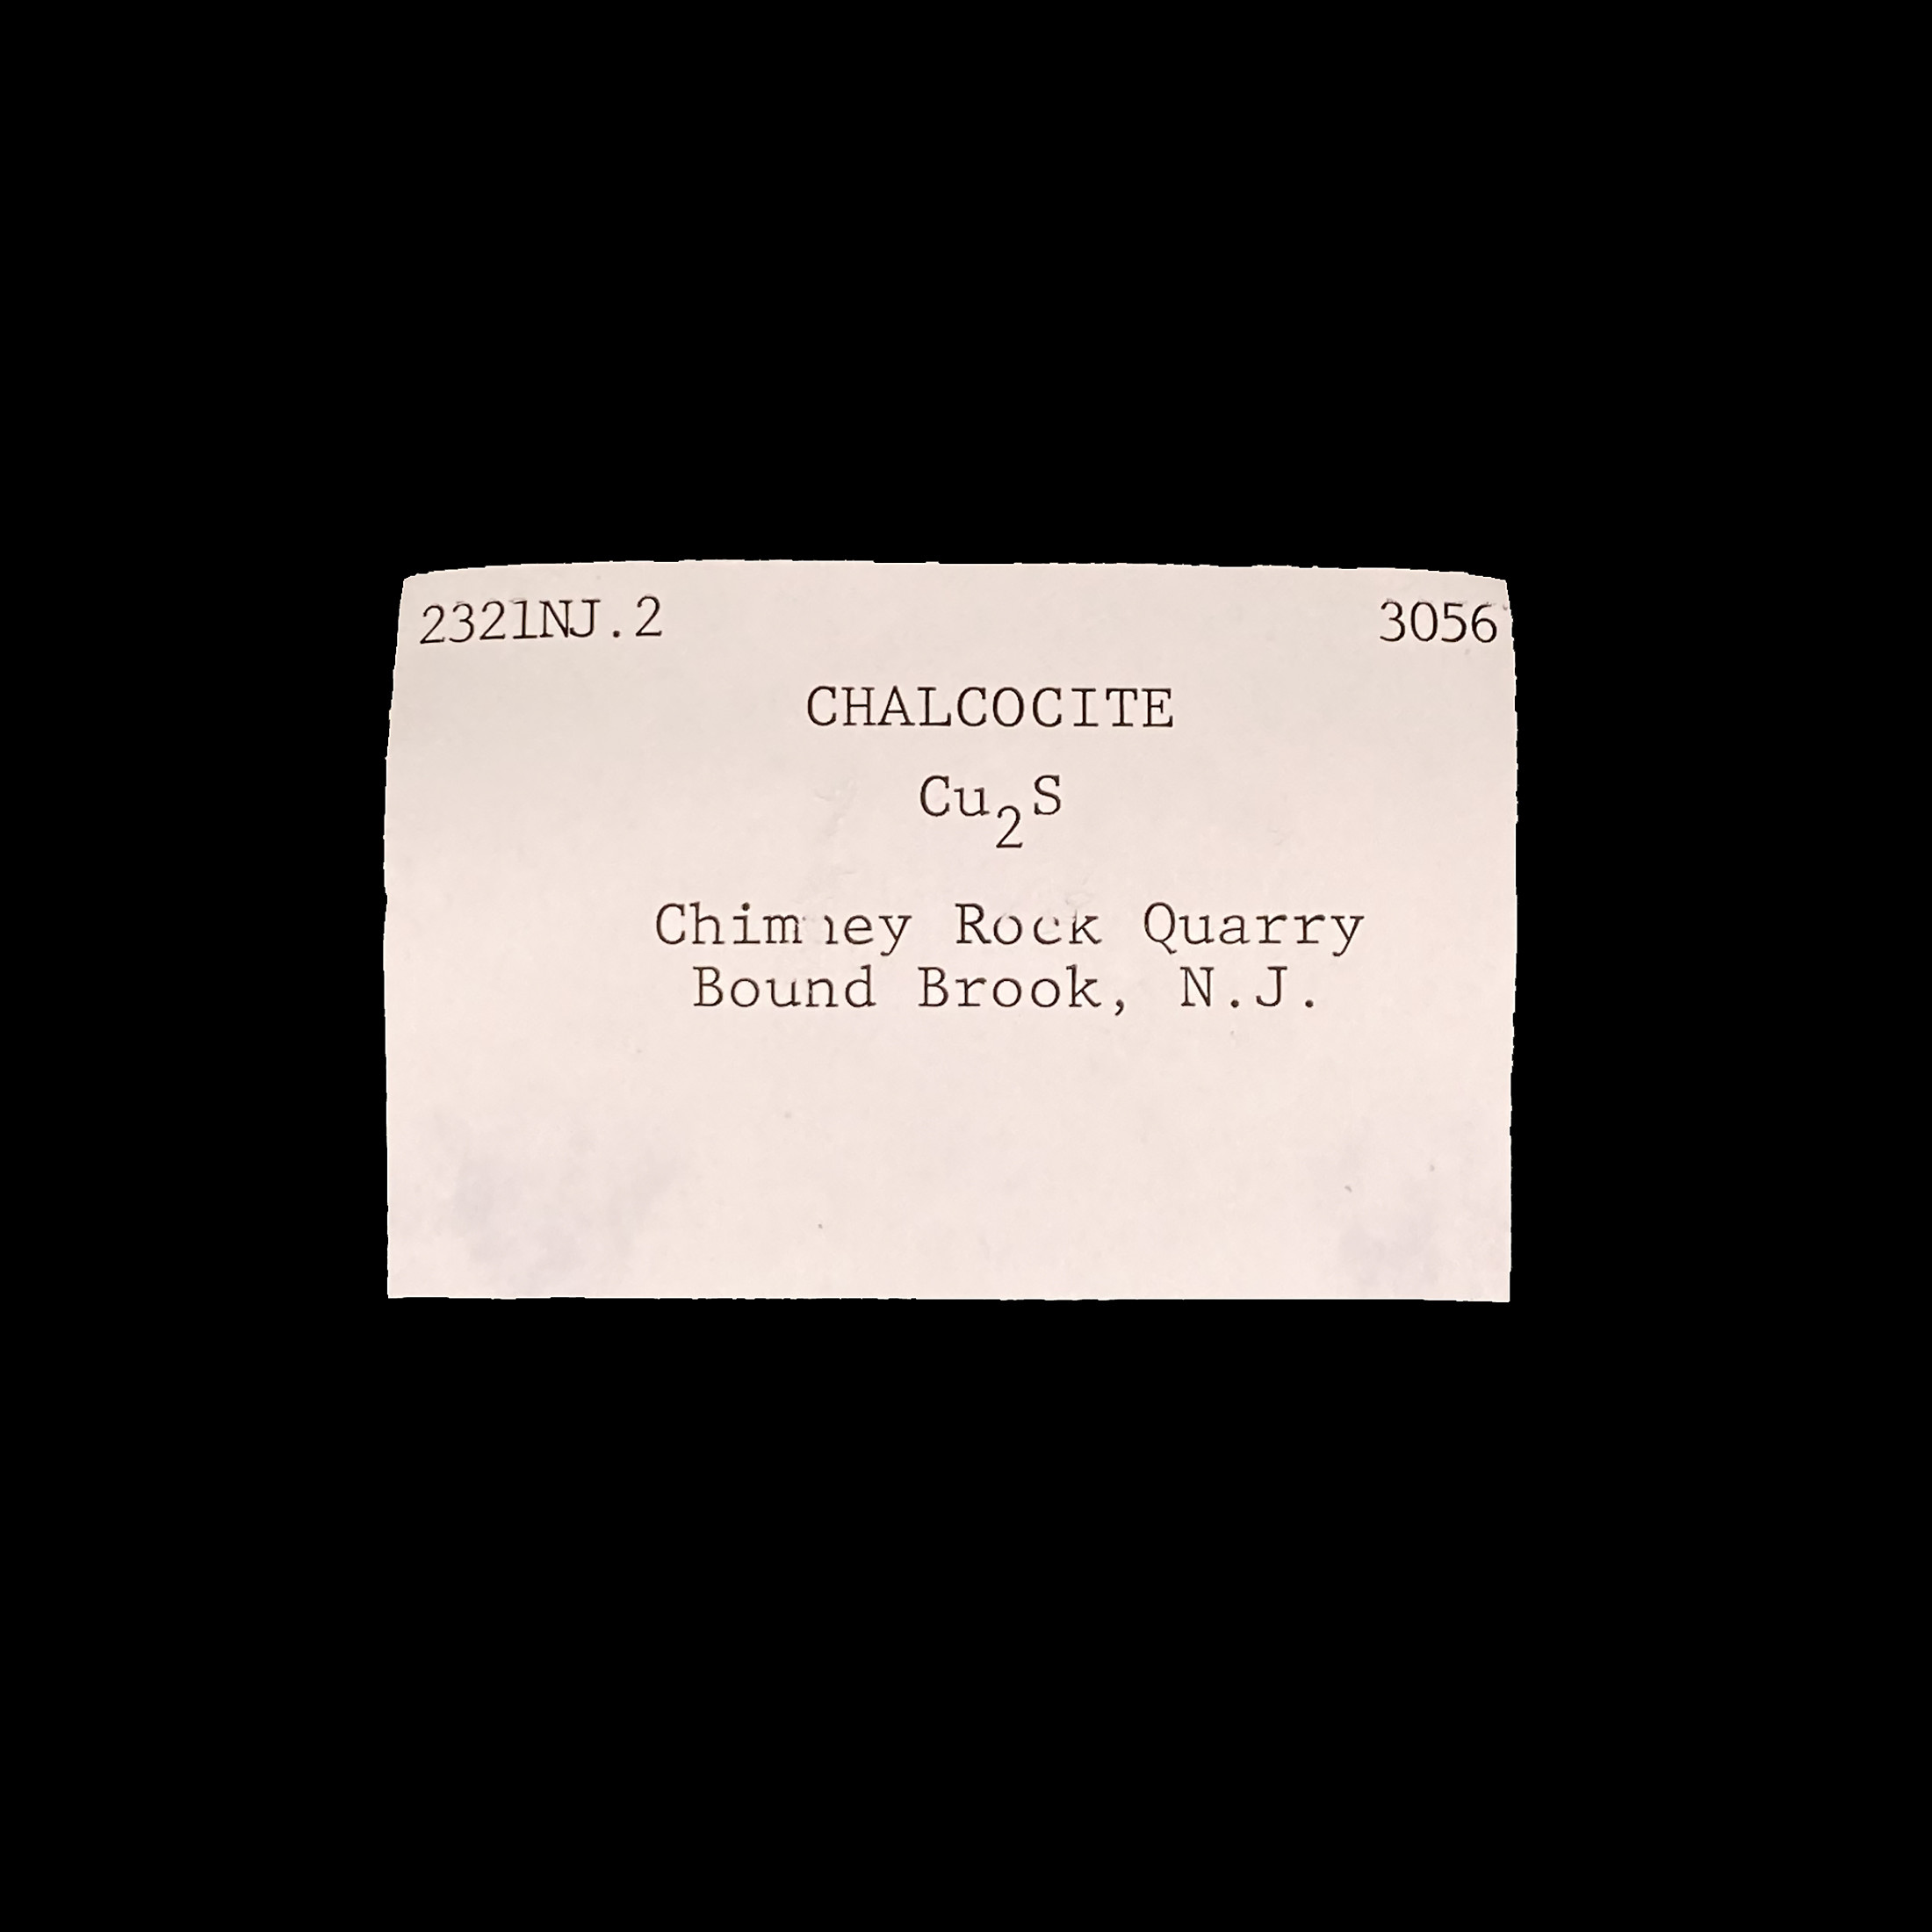 2321NJ.2 3056
CHALCOCITE
Cu₂S
Chimney Rock Quarry
Bound Brook, N.J.